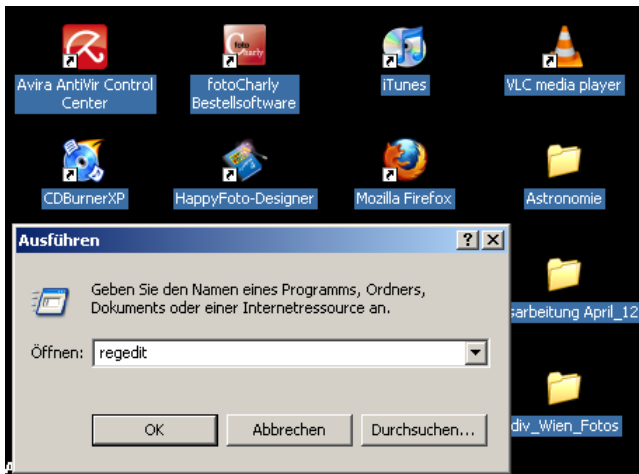 Avira AntiVir Control
Center
fotoCharly
Bestellsoftware
iTunes
VLC media player
CDBurnerXP
HappyFoto-Designer
Mozilla Firefox
Astronomie
Ausführen
Geben Sie den Namen eines Programms, Ordners,
Dokuments oder einer Internetressource an.
sarbeitung April_12
Öffnen: regedit
OK Abbrechen Durchsuchen...
div_Wien_Fotos